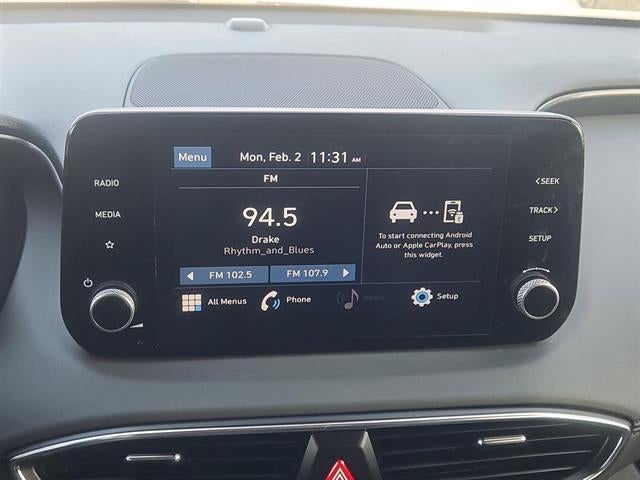 Menu Mon, Feb. 2 11:31 AM
FM
94.5
Drake
Rhythm_and_Blues
FM 102.5 FM 107.9
To start connecting Android
Auto or Apple CarPlay, press
this widget.
All Menus Phone Media Setup
RADIO
MEDIA
< SEEK
TRACK >
SETUP